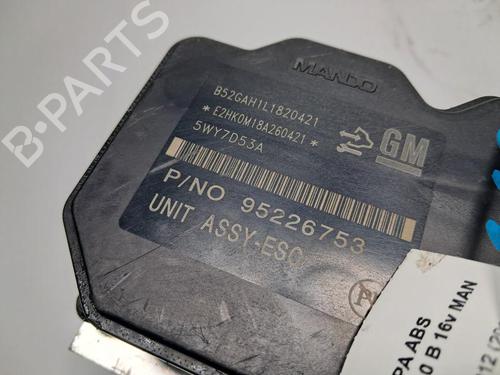 MANDO
B52GAH1L1820421
*E2HK0M18A260421*
5WY7D53A
GM
P/NO 95226753
UNIT ASSY-ESC
PA ABS
0 B 16v MAN
B-PARTS